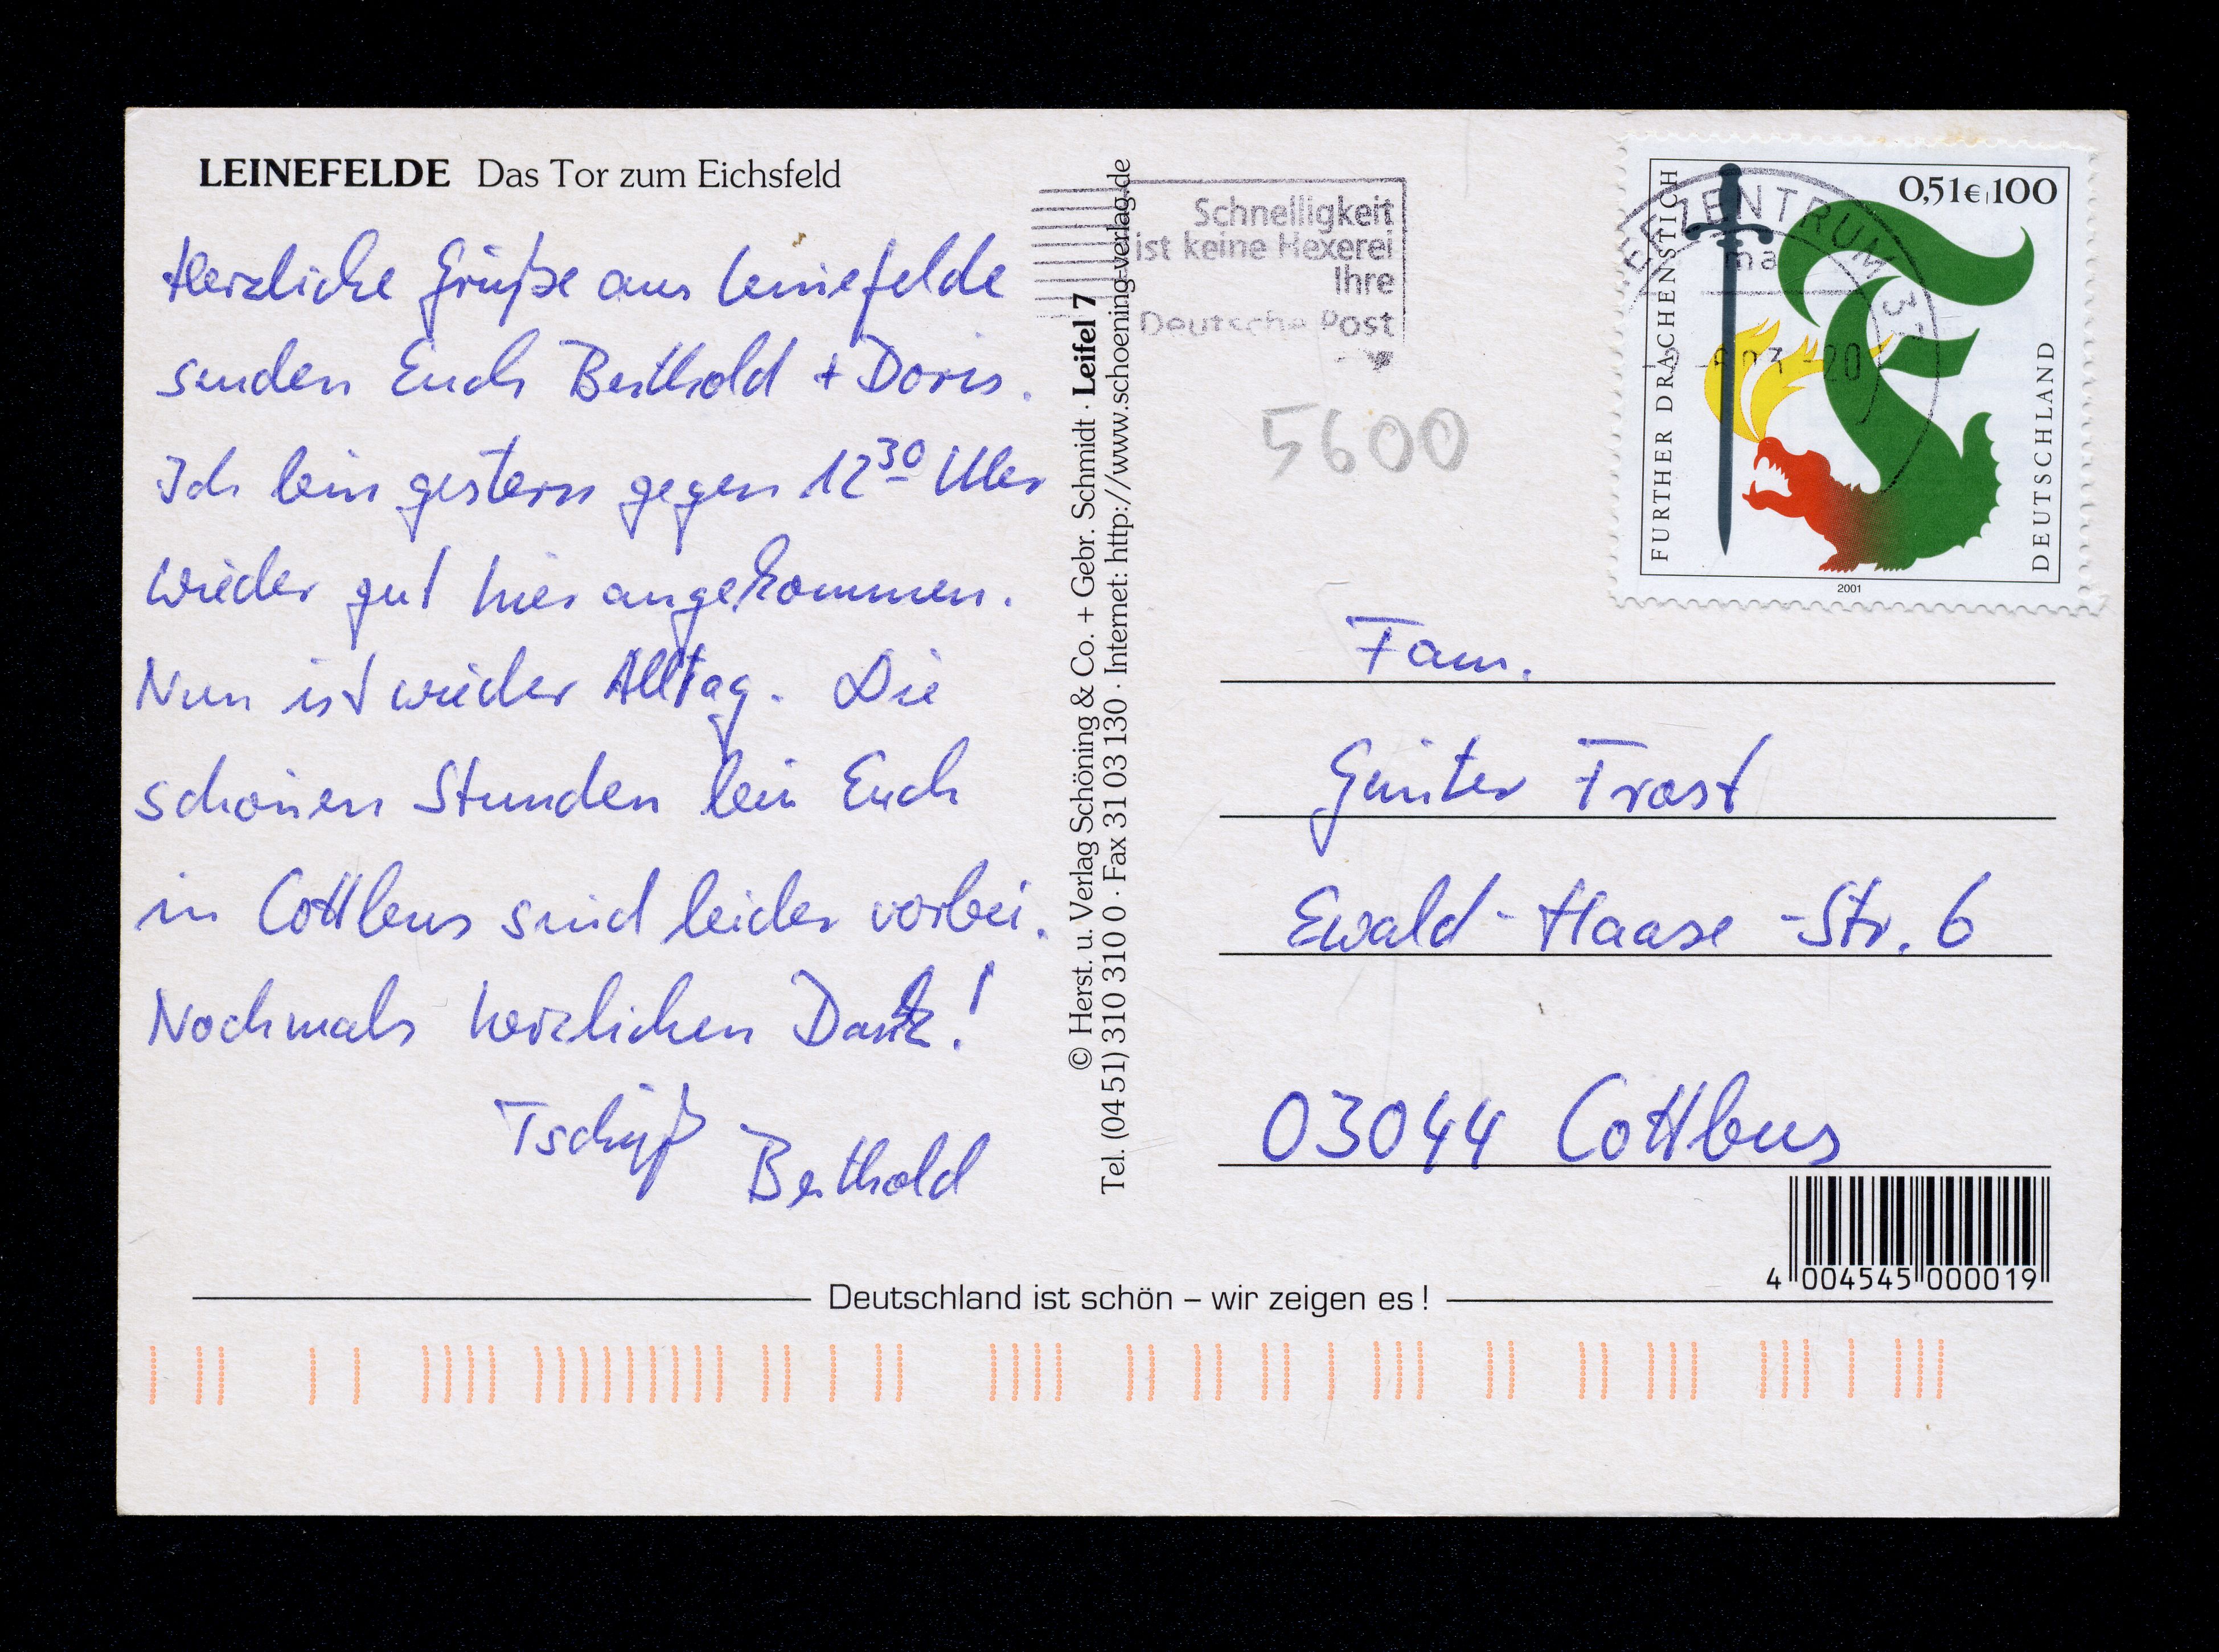 LEINEFELDE Das Tor zum Eichsfeld
Herzliche Grüße aus Leinefelde
senden Euch Berthold + Doris.
Ich bin gestern gegen 12³⁰ Uhr
wieder gut hier angekommen.
Nun ist wieder Alltag. Die
schönen Stunden bei Euch
in Cottbus sind leider vorbei.
Nochmals herzlichen Dank!
Tschüß Berthold
© Herst. u. Verlag Schöning & Co. + Gebr. Schmidt · Leifel 7
Tel. (04 51) 310 310 0 · Fax 31 03 130 · Internet: http://www.schoening-verlag.de
Schnelligkeit
ist keine Hexerei
Ihre
Deutsche Post
5600
ZENTRUM 37
0,51€ 100
FURTHER DRACHENSTICH
DEUTSCHLAND
2001
Fam.
Günter Frost
Ewald-Haase-Str. 6
03044 Cottbus
4 004545 000019
Deutschland ist schön – wir zeigen es!